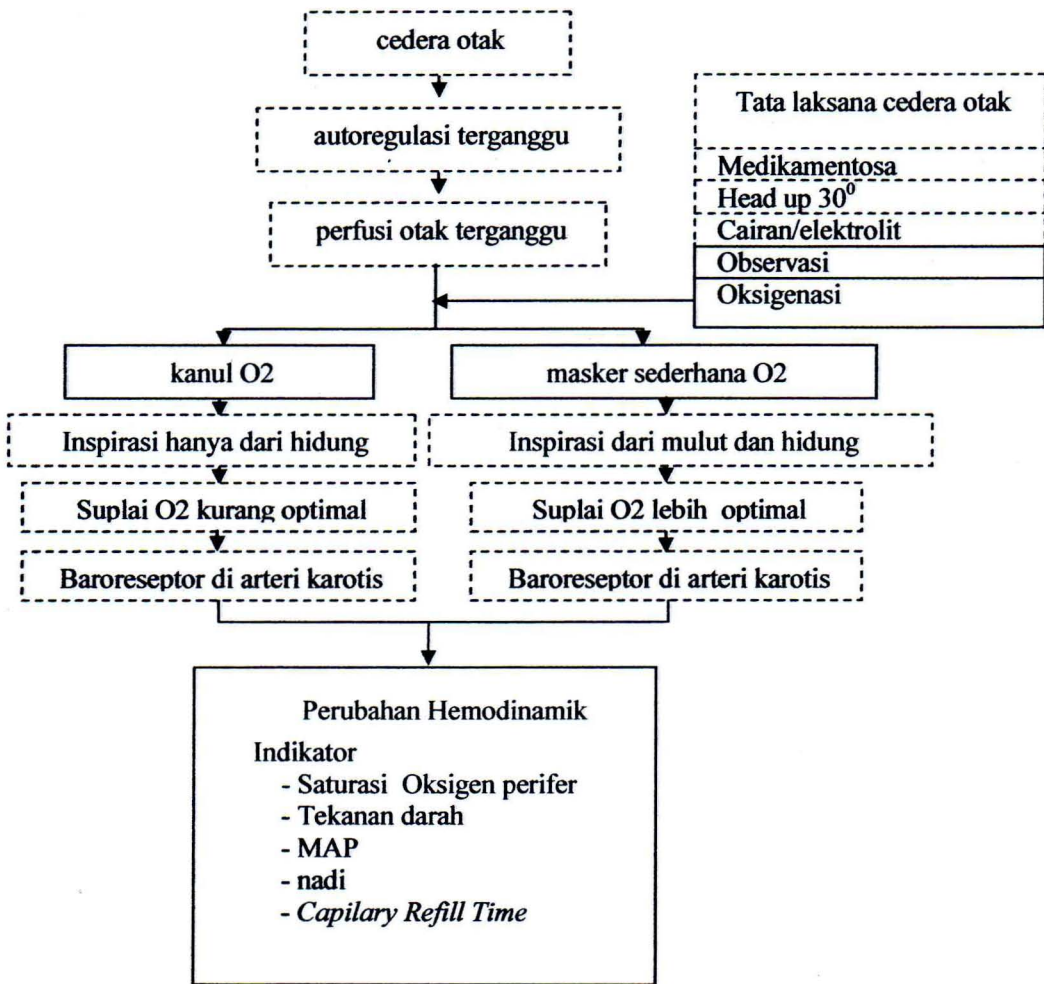 cedera otak
autoregulasi terganggu
perfusi otak terganggu
Tata laksana cedera otak
Medikamentosa
Head up 30⁰
Cairan/elektrolit
Observasi
Oksigenasi
kanul O2
masker sederhana O2
Inspirasi hanya dari hidung
Inspirasi dari mulut dan hidung
Suplai O2 kurang optimal
Suplai O2 lebih optimal
Baroreseptor di arteri karotis
Baroreseptor di arteri karotis
Perubahan Hemodinamik
Indikator
- Saturasi Oksigen perifer
- Tekanan darah
- MAP
- nadi
- Capilary Refill Time